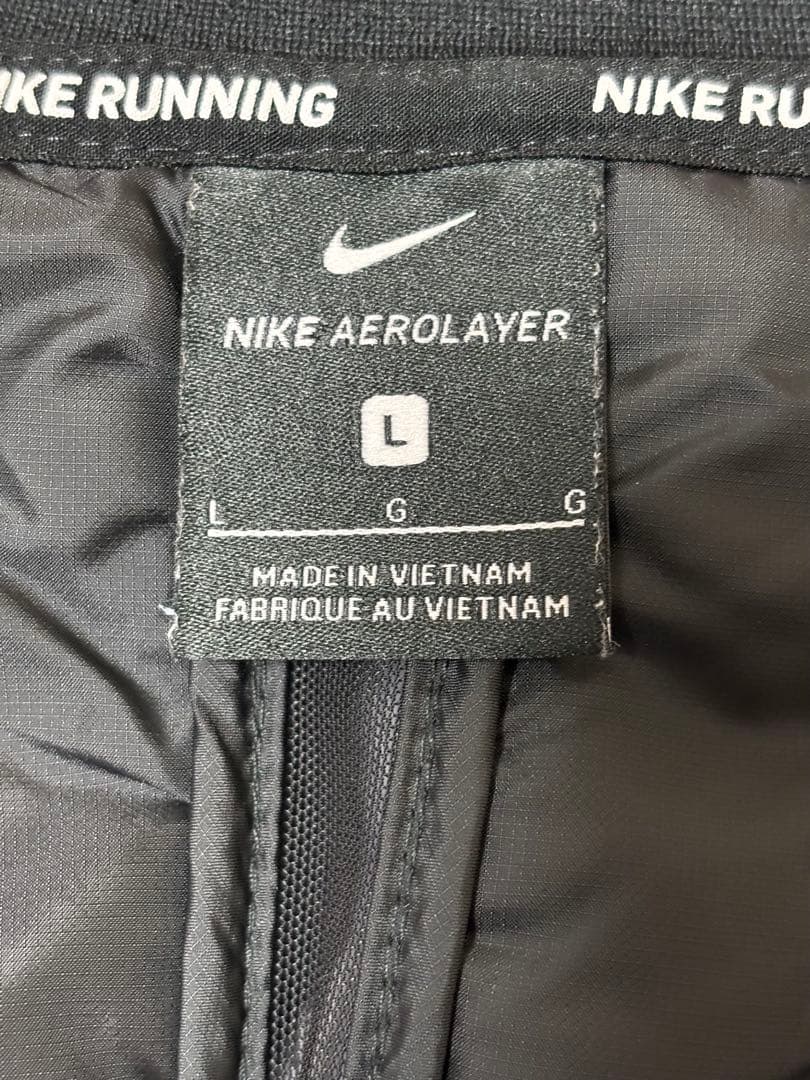 IKE RUNNING NIKE RU
NIKE AEROLAYER
L
L G G
MADE IN VIETNAM
FABRIQUE AU VIETNAM